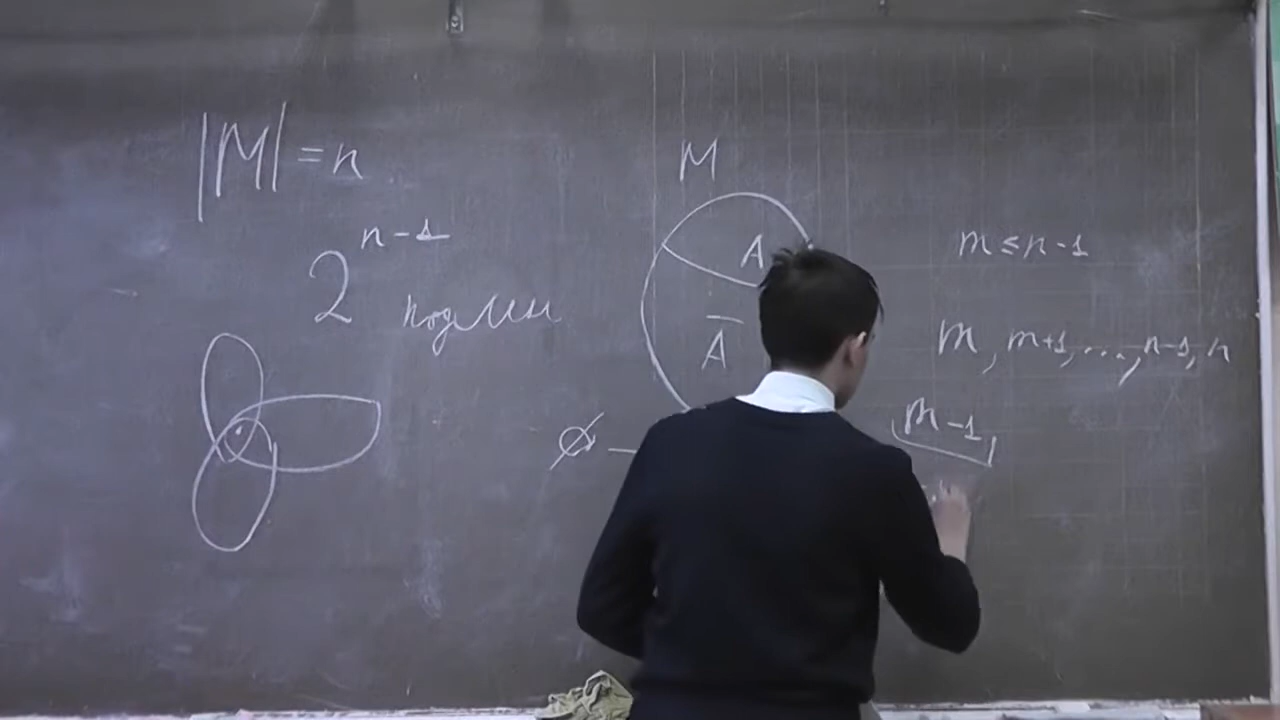 |M| = n
2^{n-1} подмн
M
A
Ā
∅ —
m ≤ n-1
m, m+1, ..., n-1, n
m-1